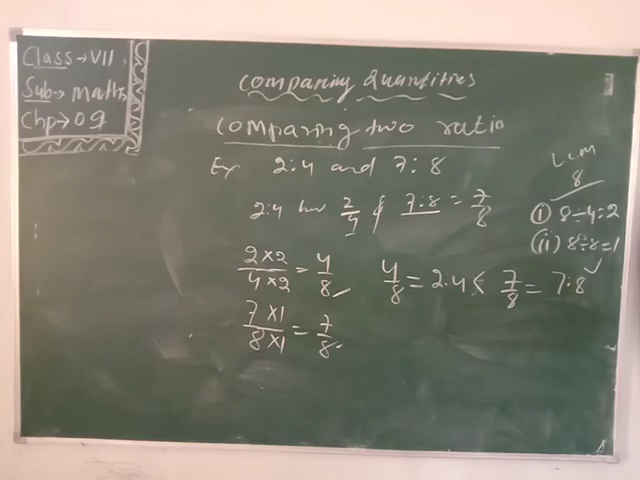 Class→VII
Sub→Maths
Chp→09
Comparing Quantities
Comparing two ratio
Ex 2:4 and 7:8
2:4 2/4 & 7:8 = 7/8
LCM
8
(i) 8÷4=2
(ii) 8÷8=1
2×2/4×2 = 4/8
4/8 = 2:4 < 7/8 = 7:8
7×1/8×1 = 7/8